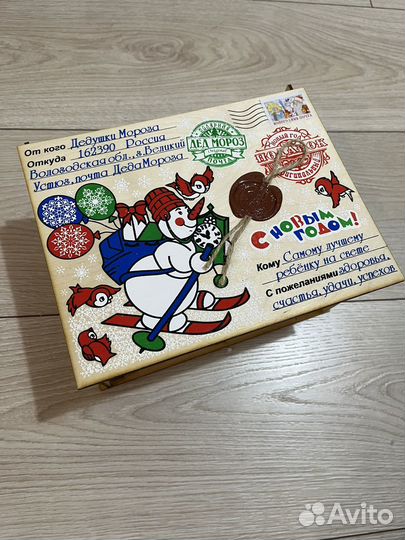 От кого Дедушки Мороза
Откуда 162390 Россия
Вологодская обл., г. Великий
Устюг, почта Деда Мороза
ДЕД МОРОЗ
ПОЧТА
С НОВЫМ
ГОДОМ!
Кому Самому лучшему
ребёнку на свете
С пожеланиями здоровья,
счастья, удачи, успехов
Avito